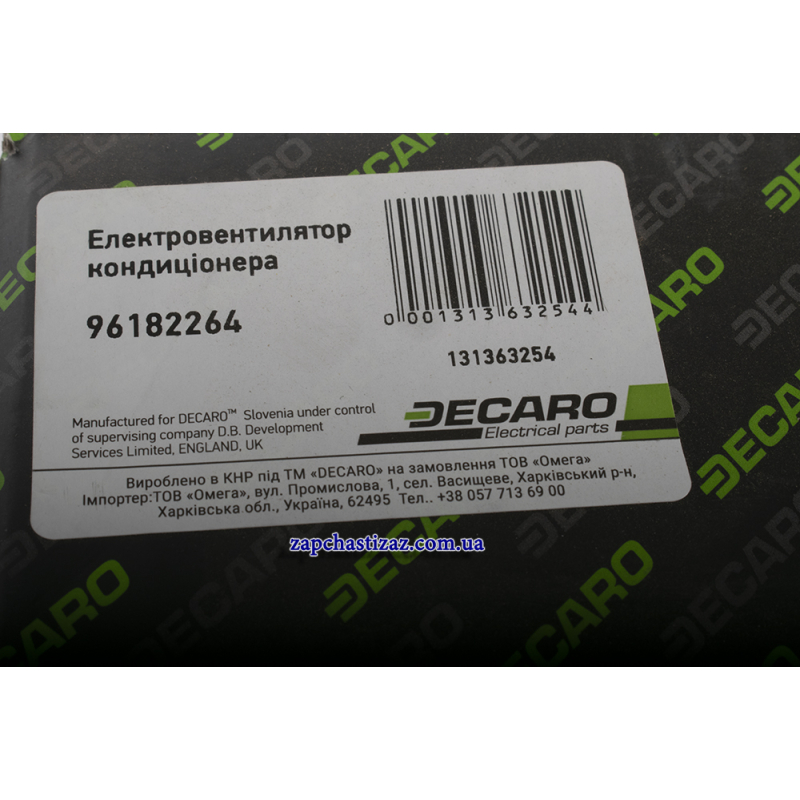 Електровентилятор
кондиціонера
96182264
0 001313 632544
131363254
DECARO
Electrical parts
Manufactured for DECARO™ Slovenia under control
of supervising company D.B. Development
Services Limited, ENGLAND, UK
Вироблено в КНР під ТМ «DECARO» на замовлення ТОВ “Омега”
Імпортер:ТОВ “Омега”, вул. Промислова, 1, сел. Васищеве, Харківський р-н,
Харківська обл., Україна, 62495 Тел.. +38 057 713 69 00
zapchastizaz.com.ua
DECARO
DECARO
DECARO
DECARO
DECARO
DECARO